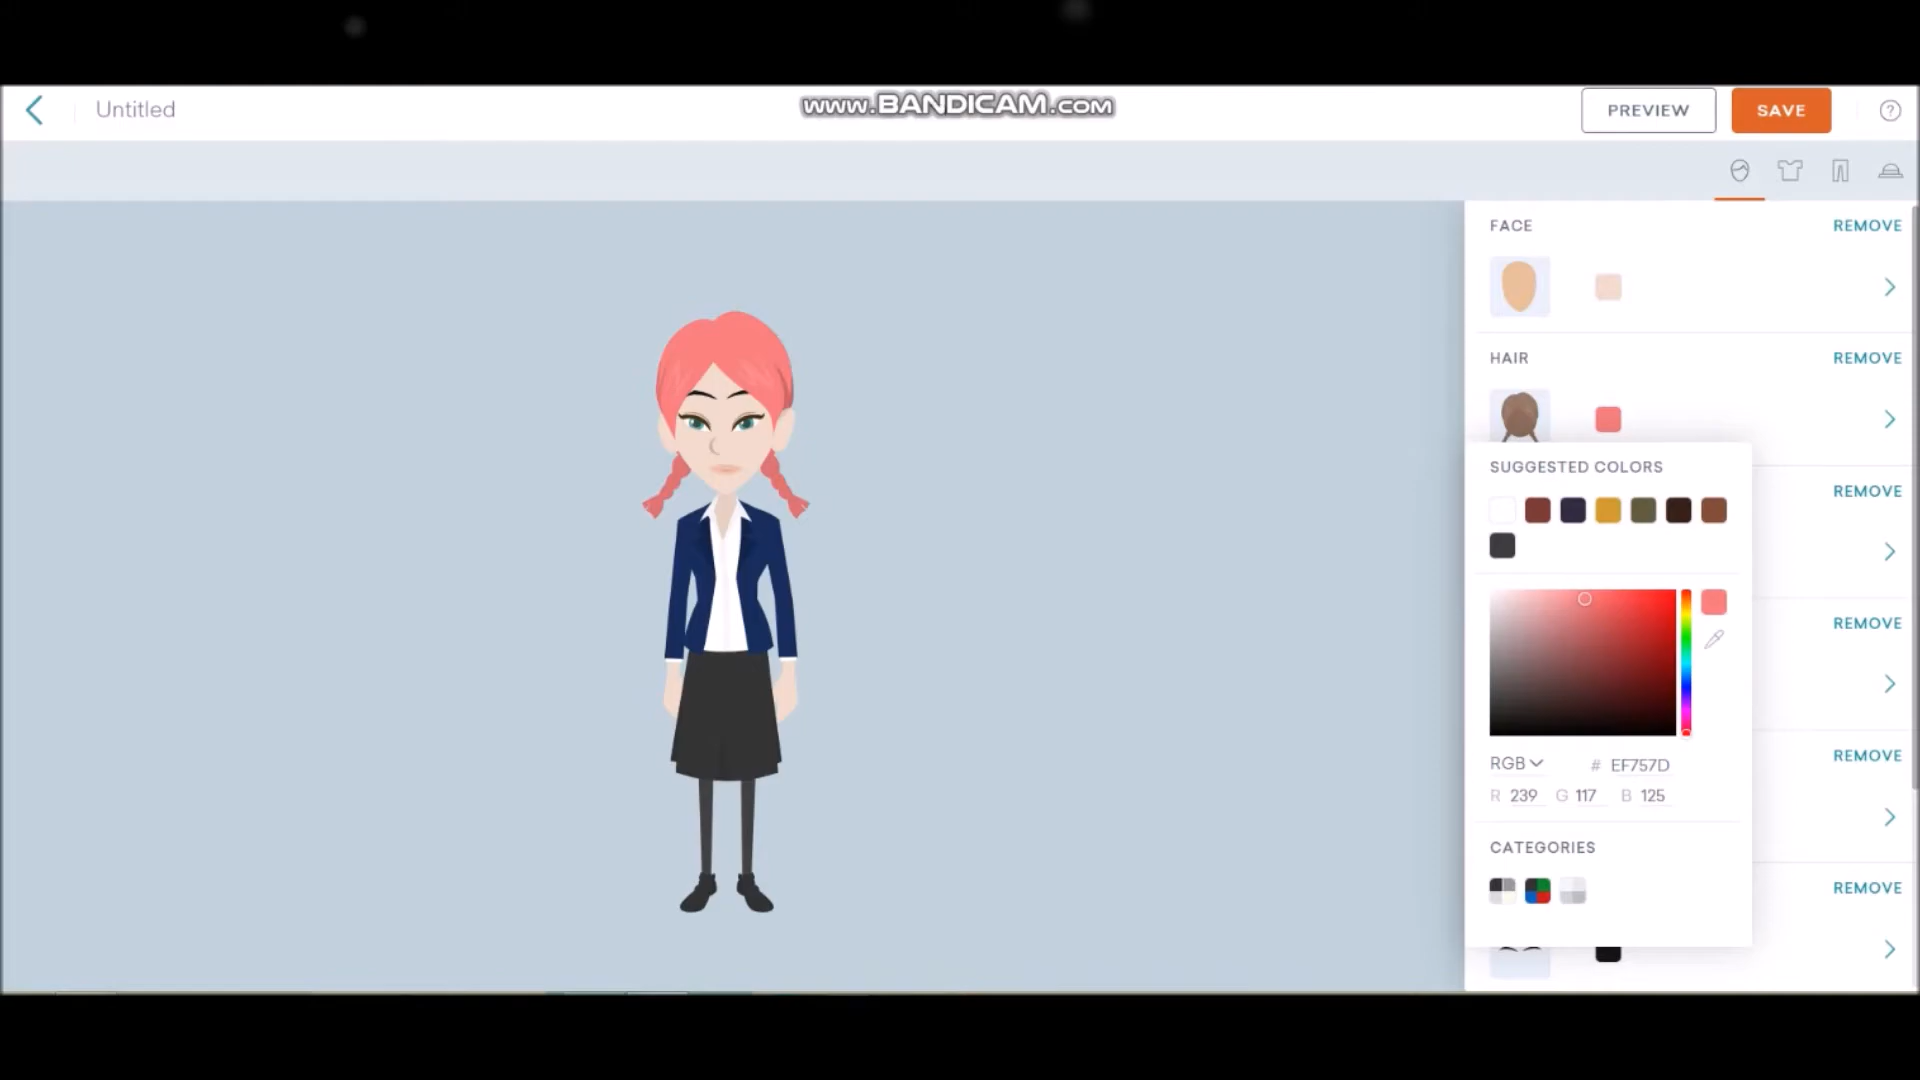 Untitled
www.BANDICAM.com
PREVIEW
SAVE
?
FACE
REMOVE
HAIR
REMOVE
SUGGESTED COLORS
REMOVE
REMOVE
RGB
# EF757D
R 239 G 117 B 125
REMOVE
CATEGORIES
REMOVE